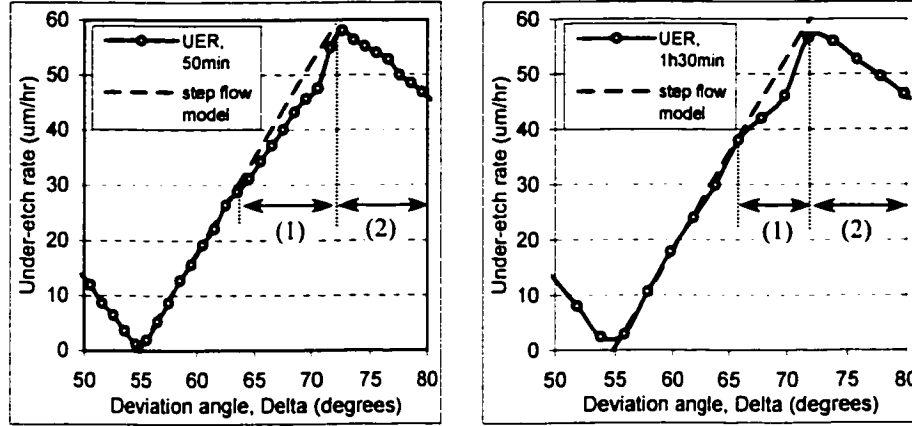 Under-etch rate (um/hr)
60
50
40
30
20
10
0
UER,
50min
step flow
model
(1)
(2)
50 55 60 65 70 75 80
Deviation angle, Delta (degrees)
Under-etch rate (um/hr)
60
50
40
30
20
10
0
UER,
1h30min
step flow
model
(1)
(2)
50 55 60 65 70 75 80
Deviation angle, Delta (degrees)